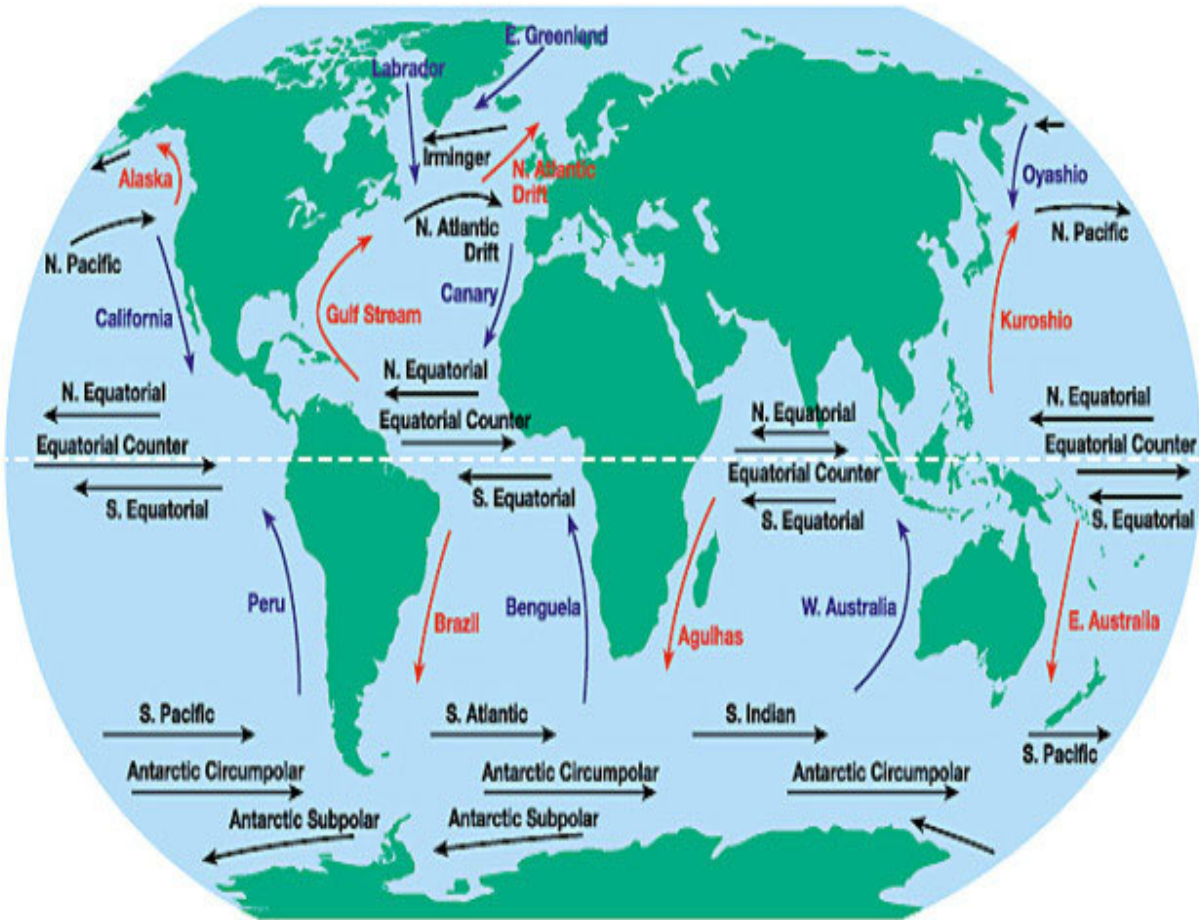 E. Greenland
Labrador
Irminger
Alaska
N. Atlantic
Drift
Oyashio
N. Pacific
N. Atlantic
Drift
N. Pacific
California
Gulf Stream
Canary
Kuroshio
N. Equatorial
N. Equatorial
N. Equatorial
N. Equatorial
Equatorial Counter
Equatorial Counter
Equatorial Counter
Equatorial Counter
S. Equatorial
S. Equatorial
S. Equatorial
S. Equatorial
Peru
Brazil
Benguela
Agulhas
W. Australia
E. Australia
S. Pacific
S. Atlantic
S. Indian
S. Pacific
Antarctic Circumpolar
Antarctic Circumpolar
Antarctic Circumpolar
Antarctic Subpolar
Antarctic Subpolar